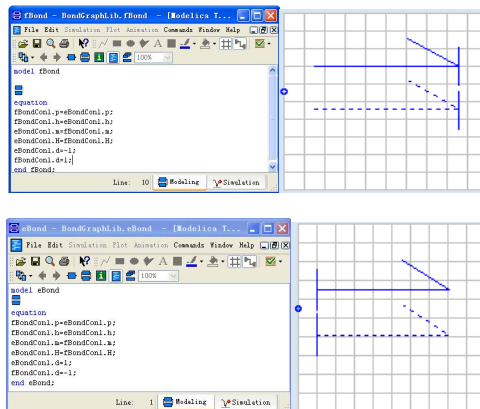 fBond - BondGraphLib.fBond - [Modelica T...
File Edit Simulation Plot Animation Commands Window Help
100%
model fBond
equation
fBondCon1.p=eBondCon1.p;
fBondCon1.h=eBondCon1.h;
fBondCon1.m=eBondCon1.m;
eBondCon1.H=fBondCon1.H;
eBondCon1.d=-1;
fBondCon1.d=1;
end fBond;
Line: 10 Modeling Simulation
eBond - BondGraphLib.eBond - [Modelica T...
File Edit Simulation Plot Animation Commands Window Help
100%
model eBond
equation
fBondCon1.p=eBondCon1.p;
fBondCon1.h=eBondCon1.h;
eBondCon1.m=fBondCon1.m;
eBondCon1.H=fBondCon1.H;
eBondCon1.d=1;
fBondCon1.d=-1;
end eBond;
Line: 1 Modeling Simulation